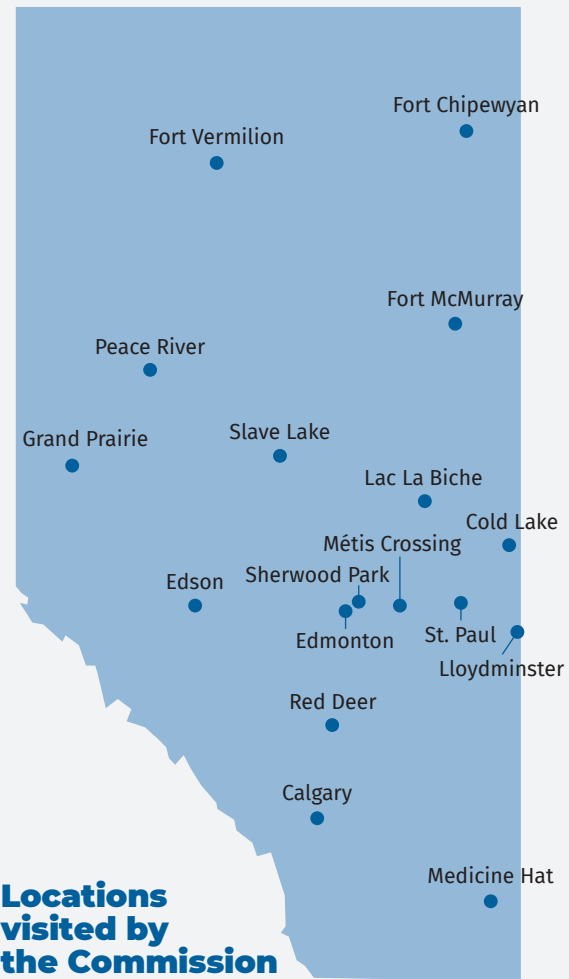 Fort Chipewyan
Fort Vermilion
Fort McMurray
Peace River
Slave Lake
Grand Prairie
Lac La Biche
Cold Lake
Métis Crossing
Sherwood Park
Edson
St. Paul
Edmonton
Lloydminster
Red Deer
Calgary
Medicine Hat
Locations
visited by
the Commission